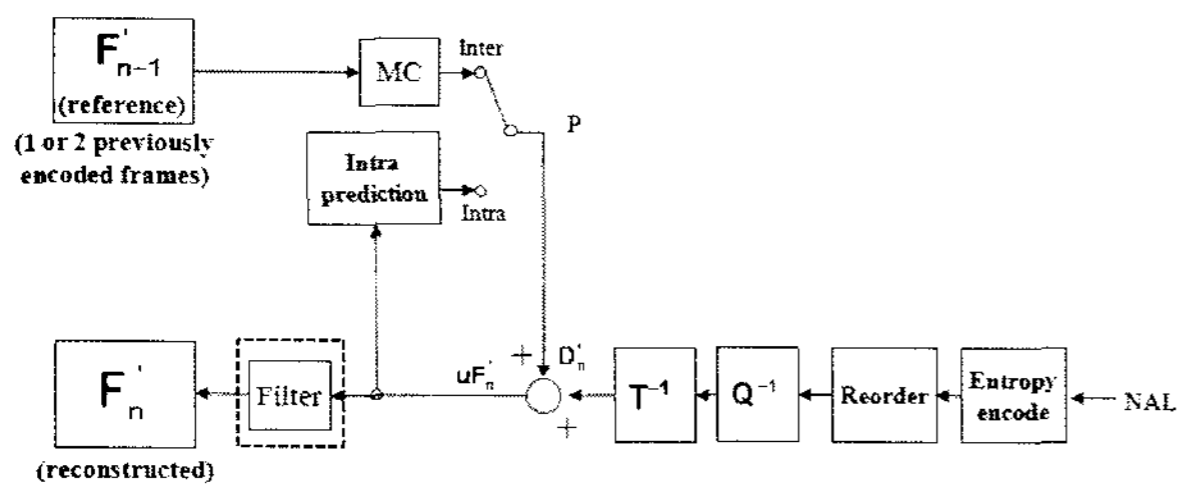 F'n-1
(reference)
(1 or 2 previously
encoded frames)
MC
Inter
P
Intra
prediction
Intra
F'n
(reconstructed)
Filter
uF'n
+
D'n
+
T-1
Q-1
Reorder
Entropy
encode
NAL